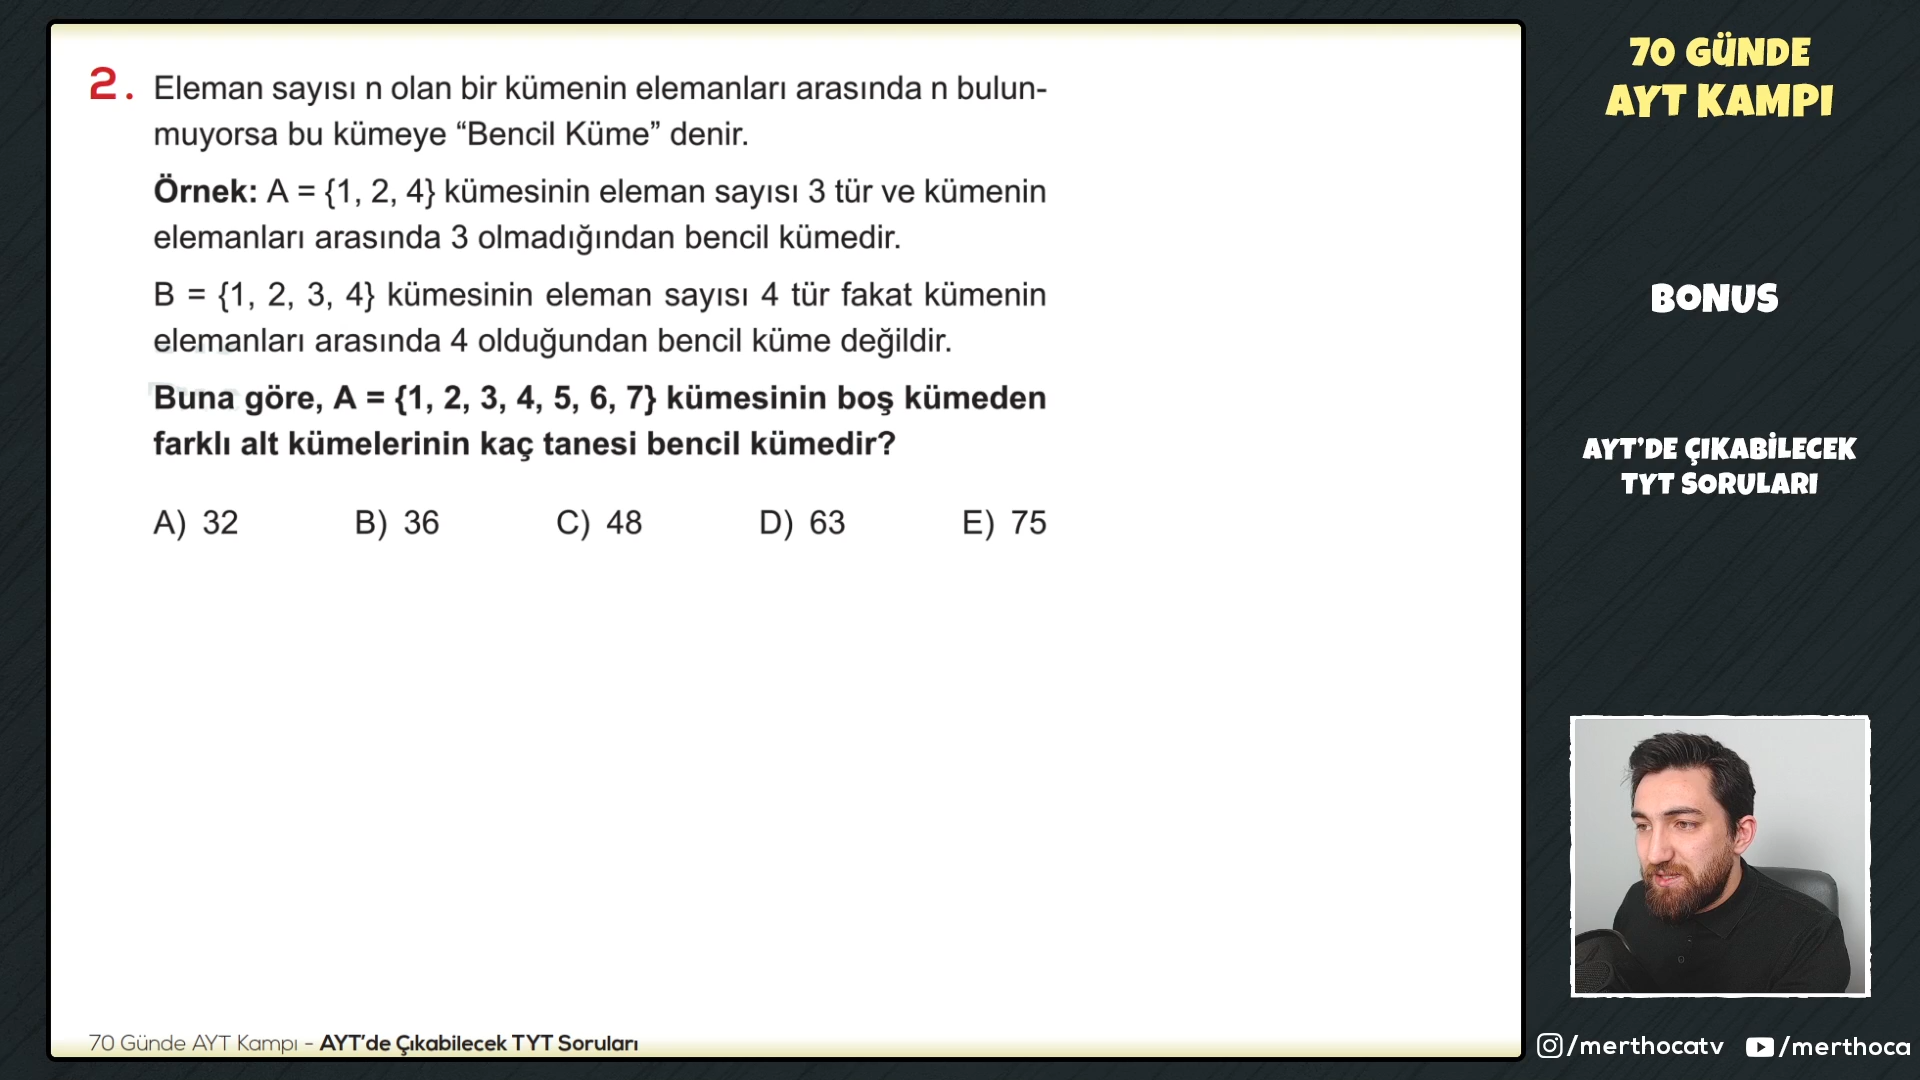 2. Eleman sayısı n olan bir kümenin elemanları arasında n bulun-
muyorsa bu kümeye “Bencil Küme” denir.
Örnek: A = {1, 2, 4} kümesinin eleman sayısı 3 tür ve kümenin
elemanları arasında 3 olmadığından bencil kümedir.
B = {1, 2, 3, 4} kümesinin eleman sayısı 4 tür fakat kümenin
elemanları arasında 4 olduğundan bencil küme değildir.
Buna göre, A = {1, 2, 3, 4, 5, 6, 7} kümesinin boş kümeden
farklı alt kümelerinin kaç tanesi bencil kümedir?
A) 32 B) 36 C) 48 D) 63 E) 75
70 Günde AYT Kampı - AYT’de Çıkabilecek TYT Soruları
70 GÜNDE
AYT KAMPI
BONUS
AYT’DE ÇIKABİLECEK
TYT SORULARI
/merthocatv /merthoca